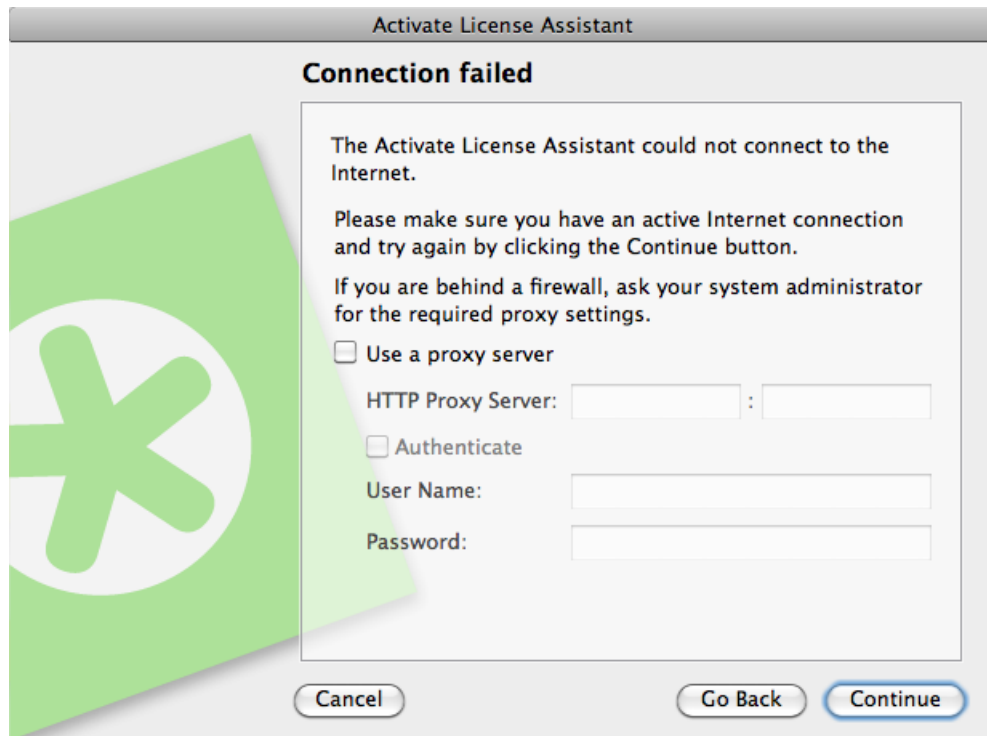 Activate License Assistant
Connection failed
The Activate License Assistant could not connect to the
Internet.
Please make sure you have an active Internet connection
and try again by clicking the Continue button.
If you are behind a firewall, ask your system administrator
for the required proxy settings.
Use a proxy server
HTTP Proxy Server: :
Authenticate
User Name:
Password:
Cancel Go Back Continue